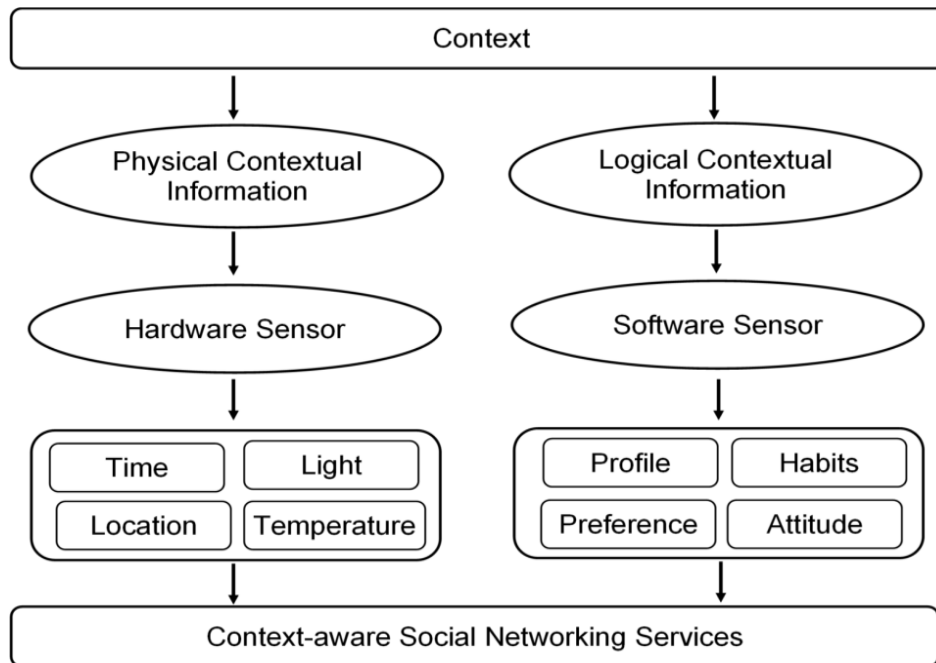 Context
Physical Contextual
Information
Logical Contextual
Information
Hardware Sensor
Software Sensor
Time
Light
Location
Temperature
Profile
Habits
Preference
Attitude
Context-aware Social Networking Services